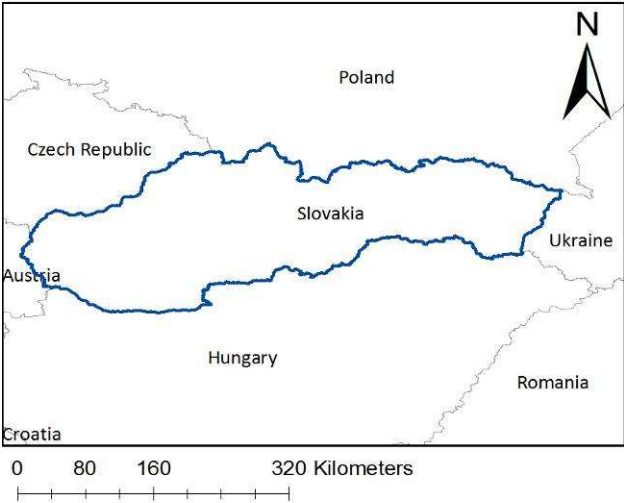 N
Poland
Czech Republic
Slovakia
Ukraine
Austria
Hungary
Romania
Croatia
0 80 160 320 Kilometers